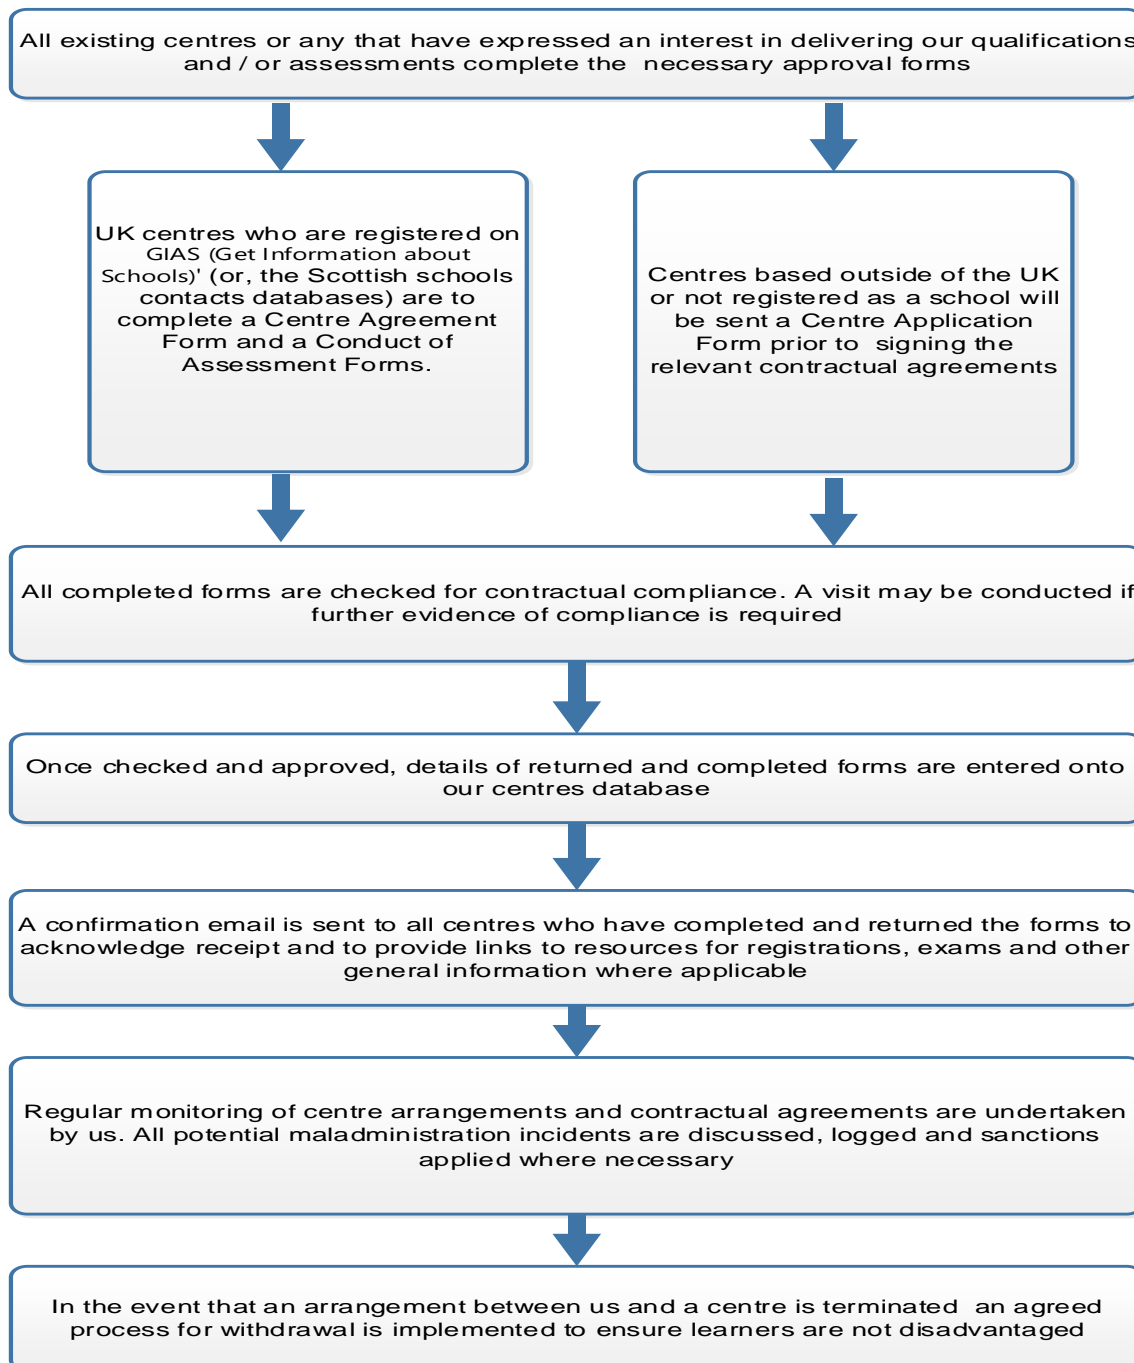 All existing centres or any that have expressed an interest in delivering our qualifications
and / or assessments complete the necessary approval forms
UK centres who are registered on
GIAS (Get Information about
Schools)' (or, the Scottish schools
contacts databases) are to
complete a Centre Agreement
Form and a Conduct of
Assessment Forms.
Centres based outside of the UK
or not registered as a school will
be sent a Centre Application
Form prior to signing the
relevant contractual agreements
All completed forms are checked for contractual compliance. A visit may be conducted if
further evidence of compliance is required
Once checked and approved, details of returned and completed forms are entered onto
our centres database
A confirmation email is sent to all centres who have completed and returned the forms to
acknowledge receipt and to provide links to resources for registrations, exams and other
general information where applicable
Regular monitoring of centre arrangements and contractual agreements are undertaken
by us. All potential maladministration incidents are discussed, logged and sanctions
applied where necessary
In the event that an arrangement between us and a centre is terminated an agreed
process for withdrawal is implemented to ensure learners are not disadvantaged